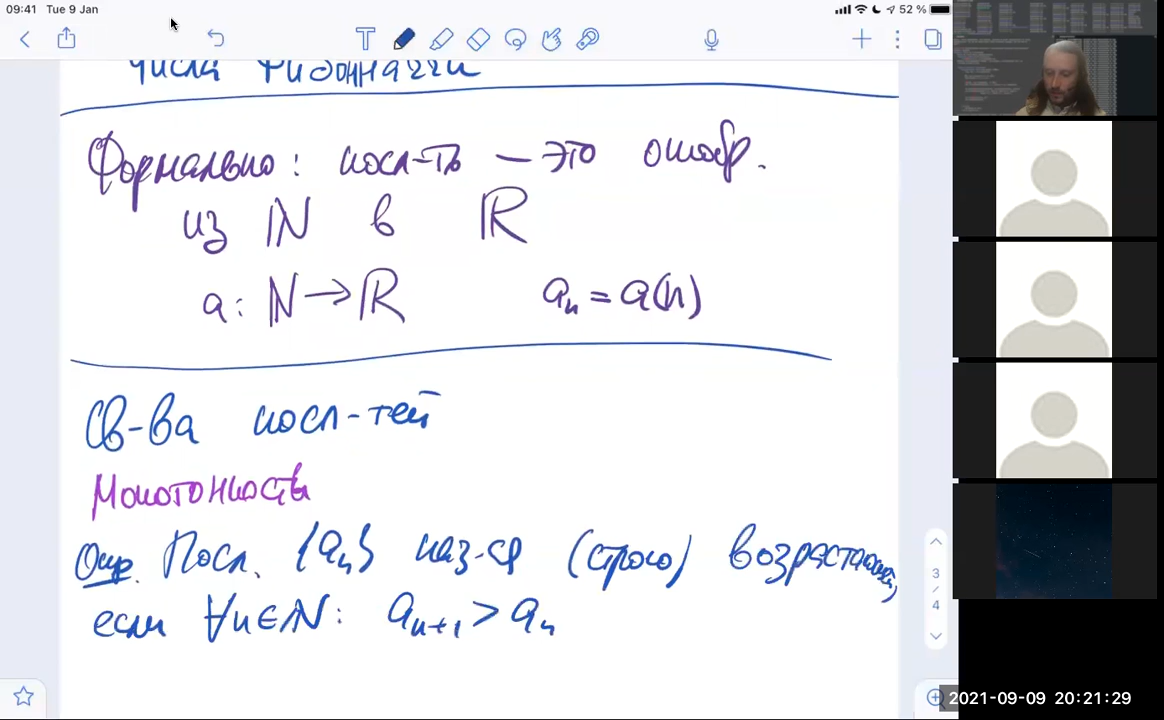 09:41 Tue 9 Jan
52 %
числа Фибоначчи
Формально: посл-ть — это отобр.
из ℕ в ℝ
a: ℕ → ℝ aₙ = a(n)
Св-ва посл-тей
Монотонность
Опр. Посл. {aₙ} наз-ся (строго) возрастающей,
если ∀n∈ℕ: aₙ₊₁ > aₙ
3
/
4
2021-09-09 20:21:29